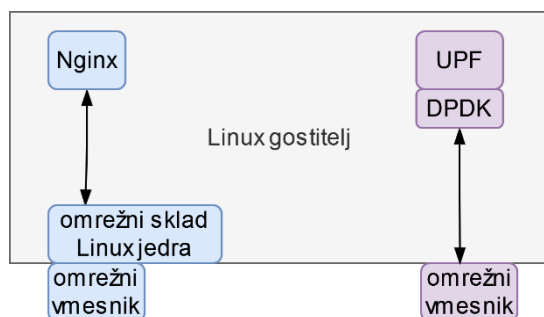 Nginx
UPF
DPDK
Linux gostitelj
omrežni sklad
Linux jedra
omrežni
vmesnik
omrežni
vmesnik